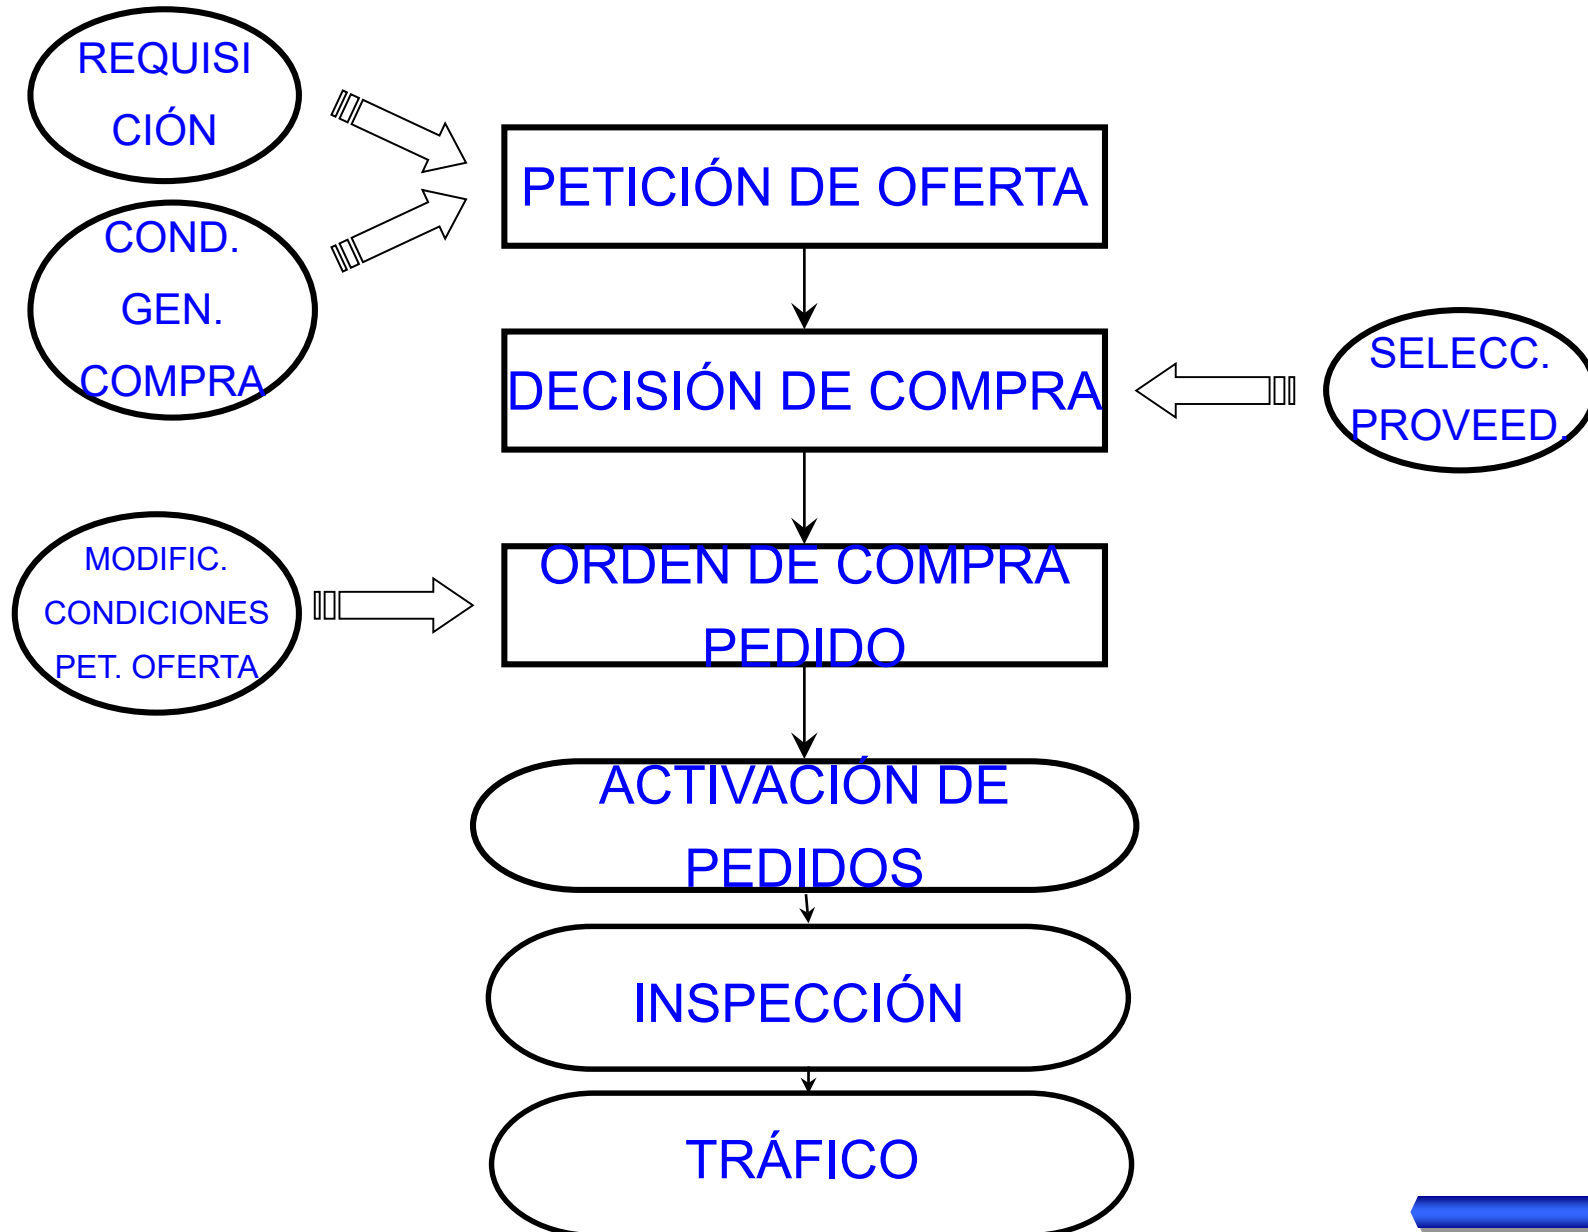 REQUISI
CIÓN
PETICIÓN DE OFERTA
COND.
GEN.
COMPRA
DECISIÓN DE COMPRA
SELECC.
PROVEED.
MODIFIC.
CONDICIONES
PET. OFERTA
ORDEN DE COMPRA
PEDIDO
ACTIVACIÓN DE
PEDIDOS
INSPECCIÓN
TRÁFICO